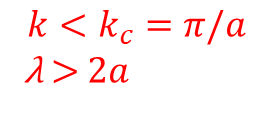 k < k_c = π/a
λ > 2a